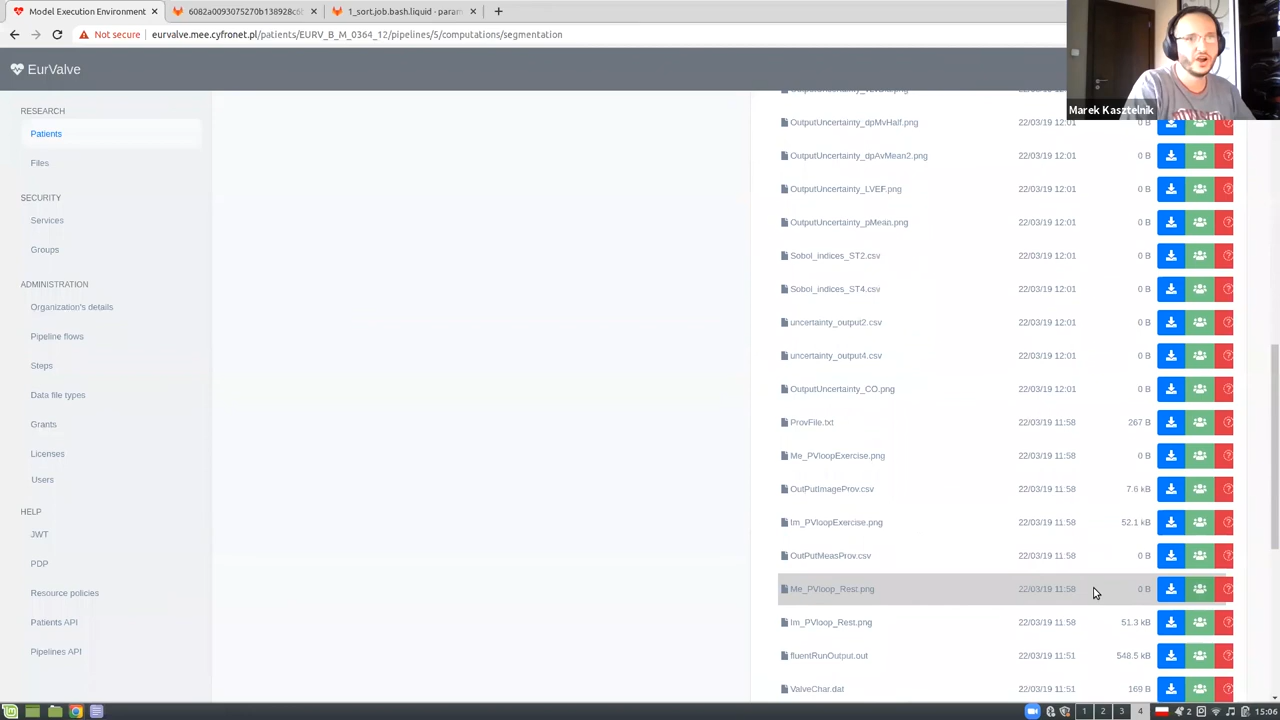 Model Execution Environment
6082a0093075270b138928c6b
1_sort.job.bash.liquid - param
Not secure
eurvalve.mee.cyfronet.pl/patients/EURV_B_M_0364_12/pipelines/5/computations/segmentation
EurValve
Marek Kasztelnik
RESEARCH
Patients
Files
SECURITY
Services
Groups
ADMINISTRATION
Organization's details
Pipeline flows
Steps
Data file types
Grants
Licenses
Users
HELP
JWT
PDP
Resource policies
Patients API
Pipelines API
OutputUncertainty_dpMvHalf.png 22/03/19 12:01 0 B
OutputUncertainty_dpAvMean2.png 22/03/19 12:01 0 B
OutputUncertainty_LVEF.png 22/03/19 12:01 0 B
OutputUncertainty_pMean.png 22/03/19 12:01 0 B
Sobol_indices_ST2.csv 22/03/19 12:01 0 B
Sobol_indices_ST4.csv 22/03/19 12:01 0 B
uncertainty_output2.csv 22/03/19 12:01 0 B
uncertainty_output4.csv 22/03/19 12:01 0 B
OutputUncertainty_CO.png 22/03/19 12:01 0 B
ProvFile.txt 22/03/19 11:58 267 B
Me_PVloopExercise.png 22/03/19 11:58 0 B
OutPutImageProv.csv 22/03/19 11:58 7.6 kB
Im_PVloopExercise.png 22/03/19 11:58 52.1 kB
OutPutMeasProv.csv 22/03/19 11:58 0 B
Me_PVloop_Rest.png 22/03/19 11:58 0 B
Im_PVloop_Rest.png 22/03/19 11:58 51.3 kB
fluentRunOutput.out 22/03/19 11:51 548.5 kB
ValveChar.dat 22/03/19 11:51 169 B
1 2 3 4 2 15:06